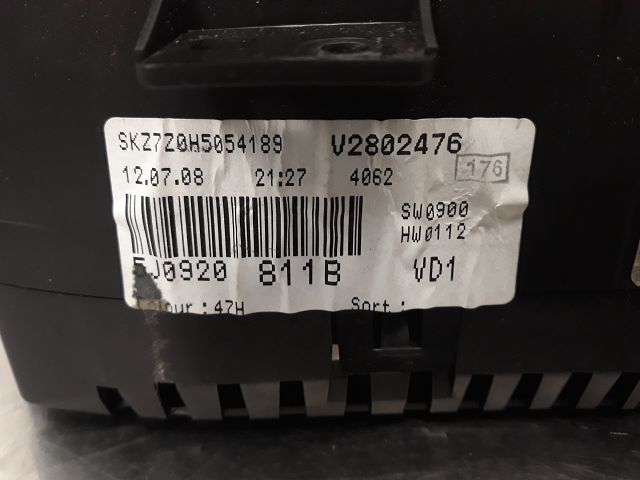 SKZ7Z0H5054189 V2802476
176
12.07.08 21:27 4062
SW0900
HW0112
5J0920 811B VD1
Colour : 47H Sort.: